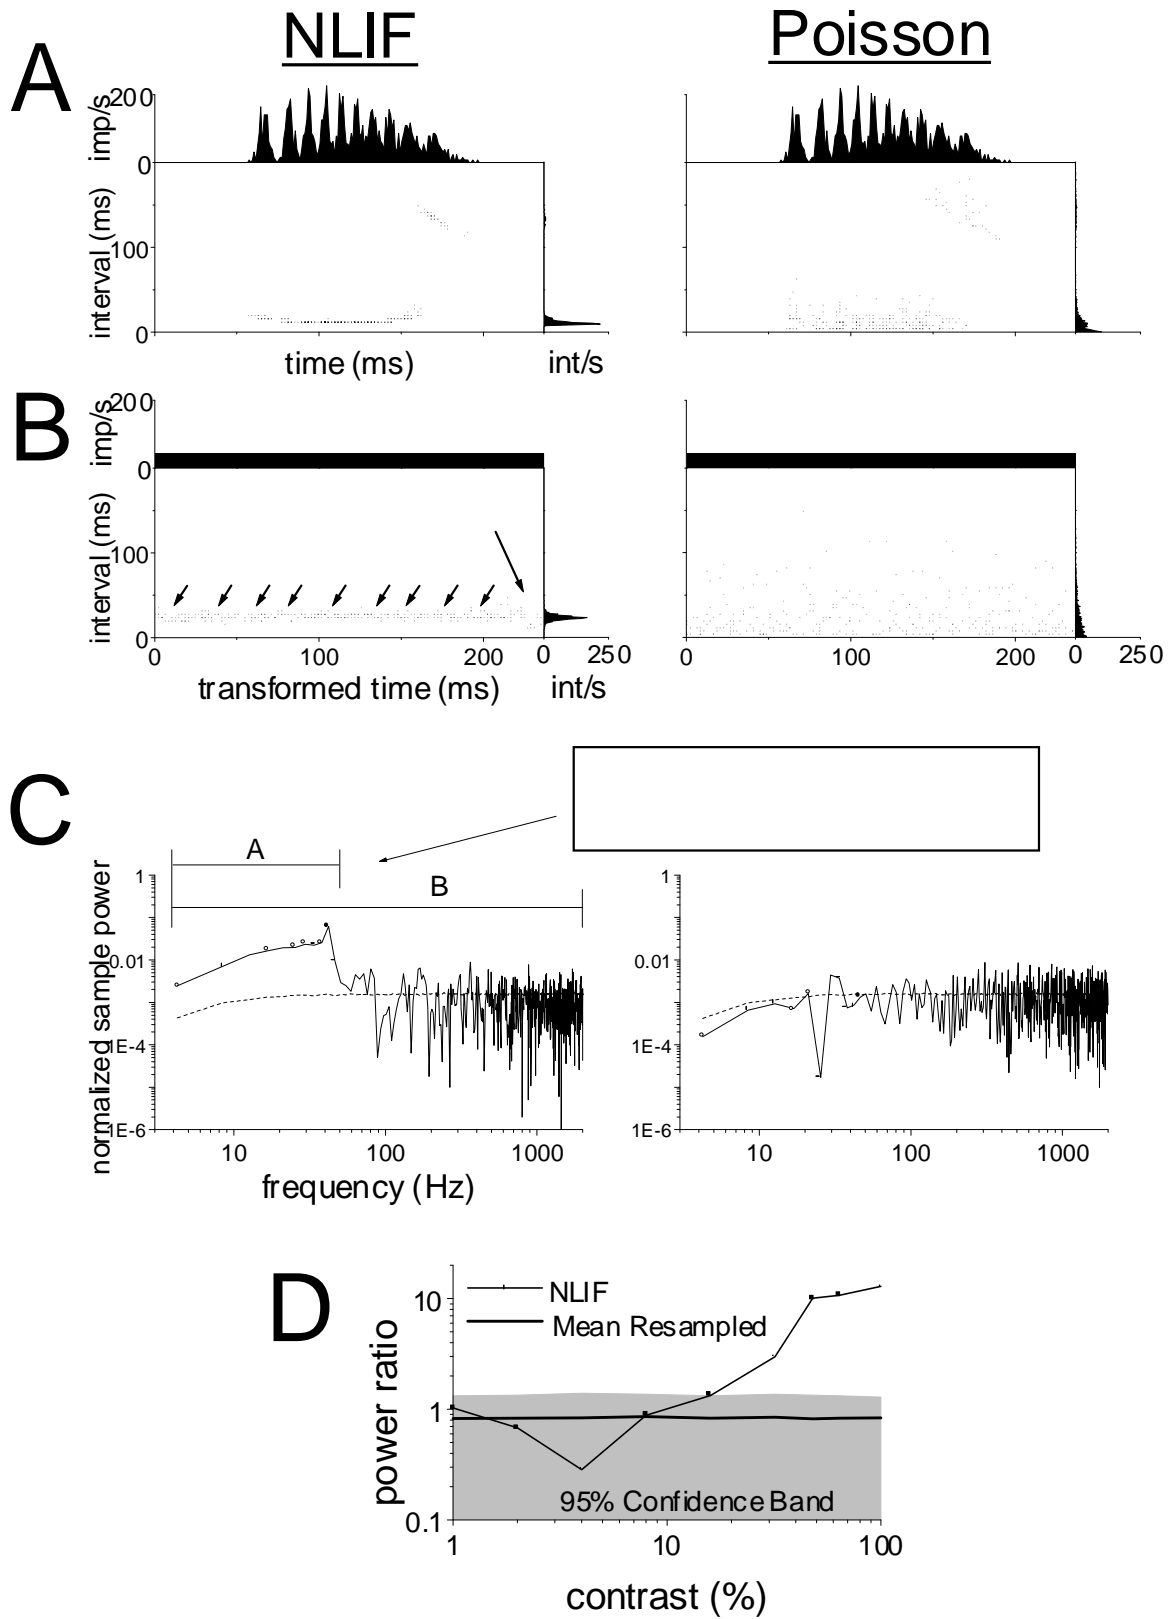 NLIF Poisson
A
imp/s
200
0
interval (ms)
100
0
time (ms)
int/s
B
imp/s
200
0
interval (ms)
100
0
0 100 200 0 250
0 100 200 0 250
transformed time (ms)
int/s
C
A
B
normalized sample power
1
0.01
1E-4
1E-6
10 100 1000
frequency (Hz)
1
0.01
1E-4
1E-6
10 100 1000
D
NLIF
Mean Resampled
power ratio
10
1
0.1
95% Confidence Band
1 10 100
contrast (%)